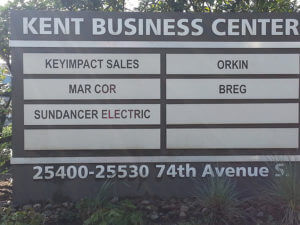 KENT BUSINESS CENTER
KEYIMPACT SALES
ORKIN
MAR COR
BREG
SUNDANCER ELECTRIC
25400-25530 74th Avenue S.